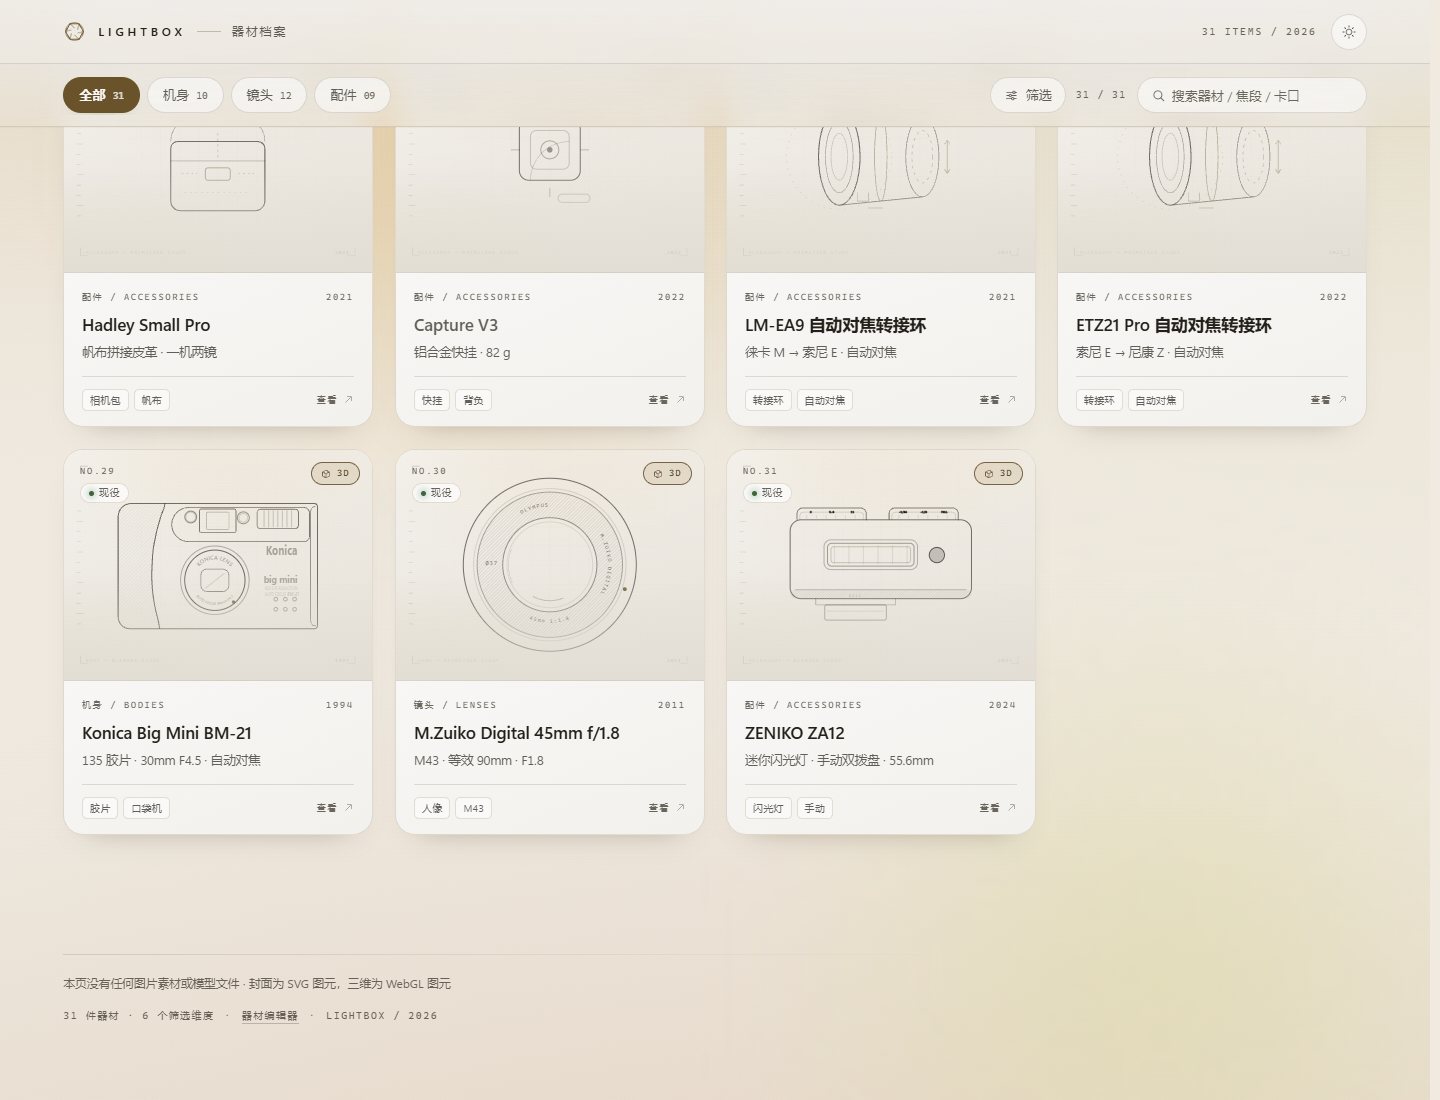 LIGHTBOX 器材档案
31 ITEMS / 2026
全部 31
机身 10
镜头 12
配件 09
筛选
31 / 31
搜索器材 / 焦段 / 卡口
配件 / ACCESSORIES 2021
Hadley Small Pro
帆布拼接皮革 · 一机两镜
相机包 帆布 查看
配件 / ACCESSORIES 2022
Capture V3
铝合金快挂 · 82 g
快挂 背负 查看
配件 / ACCESSORIES 2021
LM-EA9 自动对焦转接环
徕卡 M → 索尼 E · 自动对焦
转接环 自动对焦 查看
配件 / ACCESSORIES 2022
ETZ21 Pro 自动对焦转接环
索尼 E → 尼康 Z · 自动对焦
转接环 自动对焦 查看
NO.29
3D
现役
KONICA LENS
Konica
big mini
机身 / BODIES 1994
Konica Big Mini BM-21
135 胶片 · 30mm F4.5 · 自动对焦
胶片 口袋机 查看
NO.30
3D
现役
OLYMPUS
M.ZUIKO DIGITAL
Ø37
45mm 1:1.8
镜头 / LENSES 2011
M.Zuiko Digital 45mm f/1.8
M43 · 等效 90mm · F1.8
人像 M43 查看
NO.31
3D
现役
配件 / ACCESSORIES 2024
ZENIKO ZA12
迷你闪光灯 · 手动双拨盘 · 55.6mm
闪光灯 手动 查看
本页没有任何图片素材或模型文件 · 封面为 SVG 图元，三维为 WebGL 图元
31 件器材 · 6 个筛选维度 · 器材编辑器 · LIGHTBOX / 2026